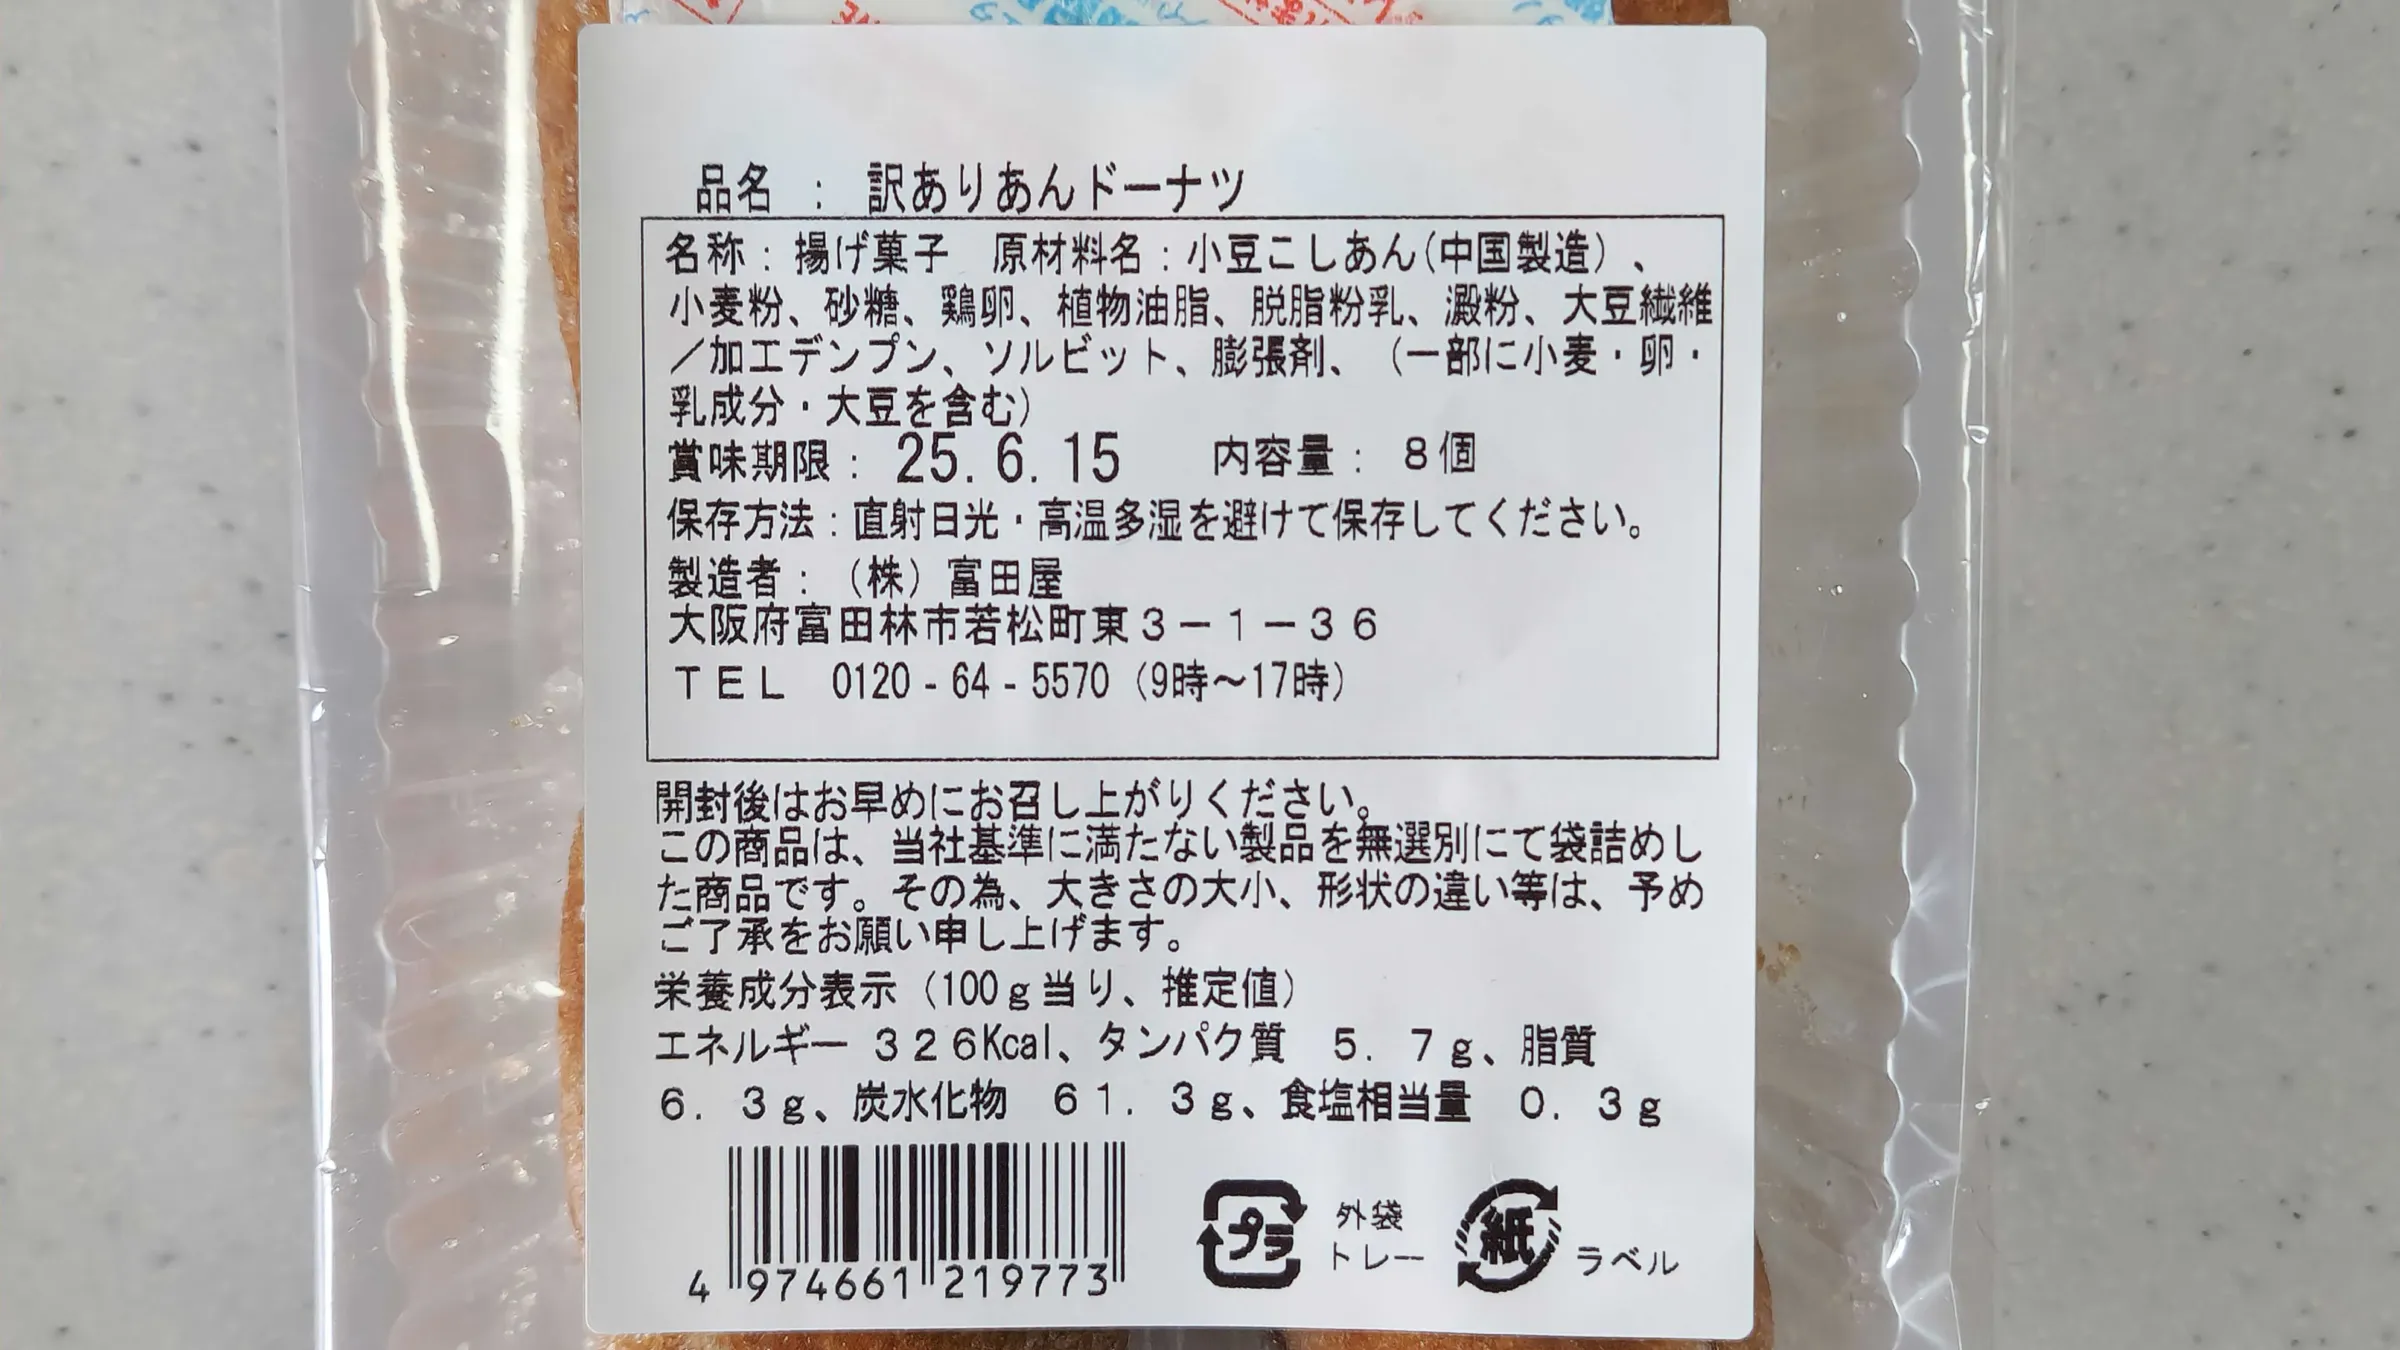 品名 : 訳ありあんドーナツ
名称:揚げ菓子 原材料名:小豆こしあん(中国製造)、
小麦粉、砂糖、鶏卵、植物油脂、脱脂粉乳、澱粉、大豆繊維
／加工デンプン、ソルビット、膨張剤、(一部に小麦・卵・
乳成分・大豆を含む)
賞味期限: 25.6.15 内容量: 8個
保存方法:直射日光・高温多湿を避けて保存してください。
製造者:(株)富田屋
大阪府富田林市若松町東3－1－36
TEL 0120-64-5570 (9時～17時)
開封後はお早めにお召し上がりください。
この商品は、当社基準に満たない製品を無選別にて袋詰めし
た商品です。その為、大きさの大小、形状の違い等は、予め
ご了承をお願い申し上げます。
栄養成分表示(100g当り、推定値)
エネルギー 326Kcal、タンパク質 5.7g、脂質
6.3g、炭水化物 61.3g、食塩相当量 0.3g
4 974661 219773
プラ 外袋 トレー
紙 ラベル